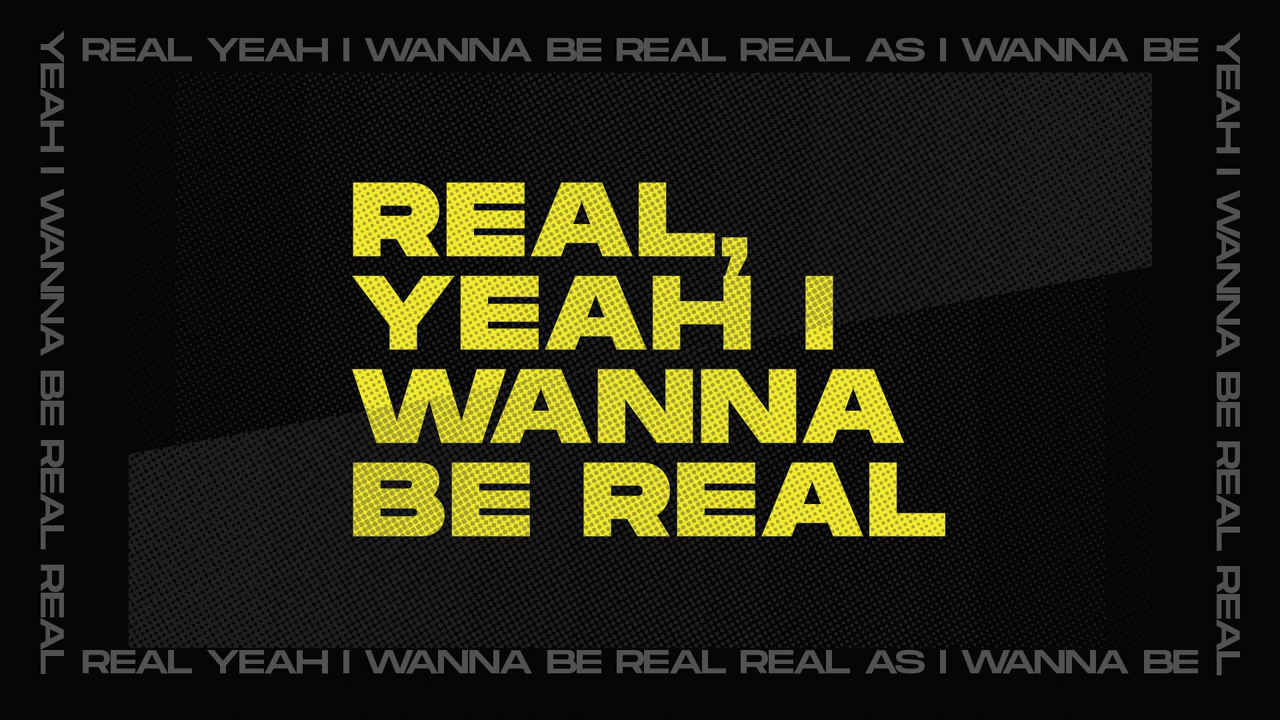 REAL YEAH I WANNA BE REAL REAL AS I WANNA BE
YEAH I WANNA BE REAL REAL
REAL,
YEAH I
WANNA
BE REAL
YEAH I WANNA BE REAL REAL
REAL YEAH I WANNA BE REAL REAL AS I WANNA BE